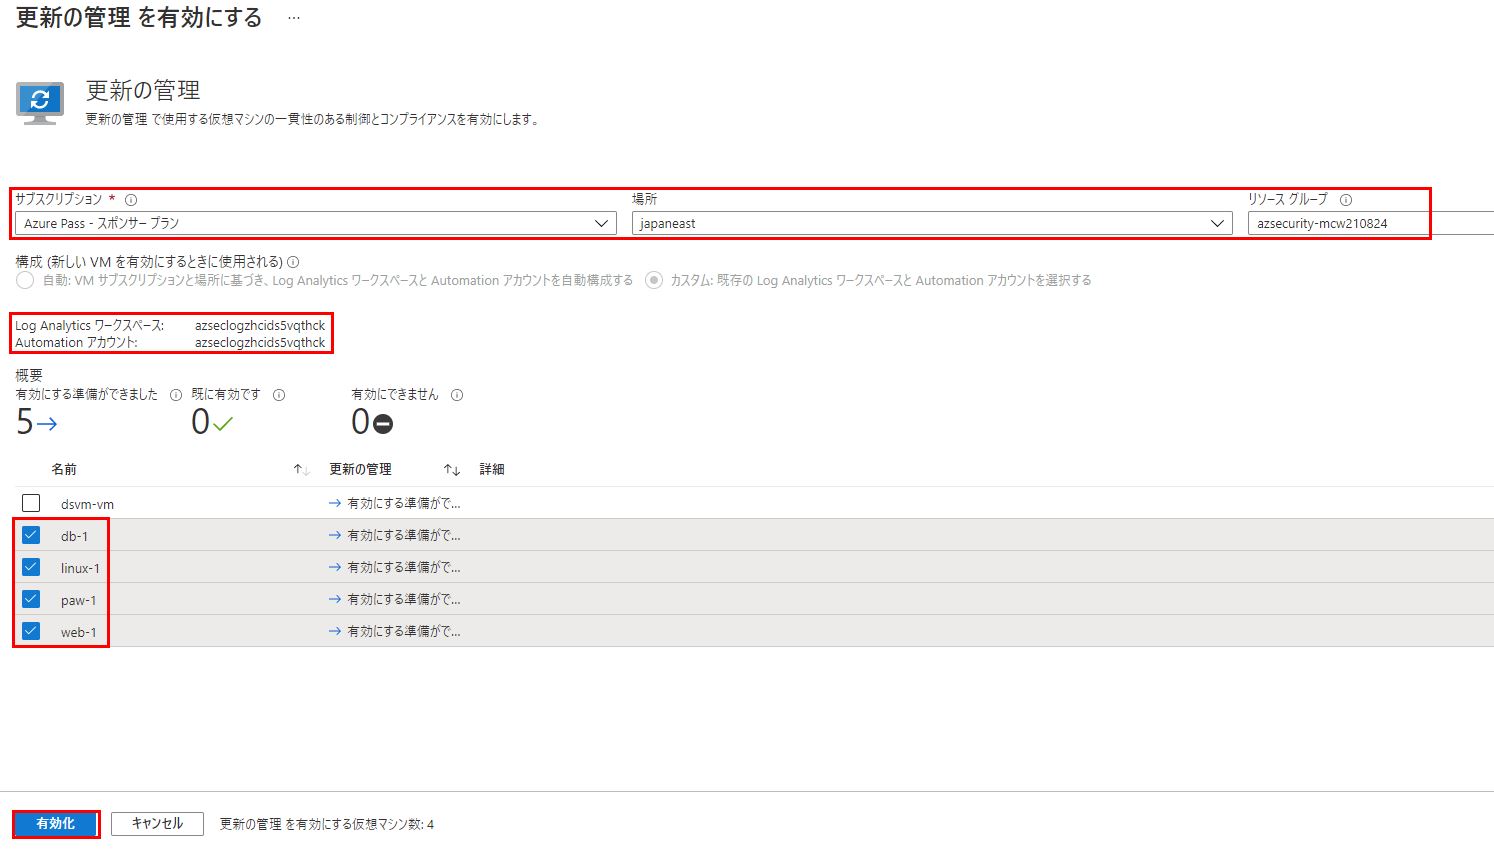 更新の管理 を有効にする ...
更新の管理
更新の管理 で使用する仮想マシンの一貫性のある制御とコンプライアンスを有効にします。
サブスクリプション * 場所 リソース グループ
Azure Pass - スポンサー プラン japaneast azsecurity-mcw210824
構成 (新しい VM を有効にするときに使用される)
自動: VM サブスクリプションと場所に基づき、Log Analytics ワークスペースと Automation アカウントを自動構成する カスタム: 既存の Log Analytics ワークスペースと Automation アカウントを選択する
Log Analytics ワークスペース: azseclogzhcids5vqthck
Automation アカウント: azseclogzhcids5vqthck
概要
有効にする準備ができました 既に有効です 有効にできません
5 0 0
名前 更新の管理 詳細
dsvm-vm 有効にする準備がで...
db-1 有効にする準備がで...
linux-1 有効にする準備がで...
paw-1 有効にする準備がで...
web-1 有効にする準備がで...
有効化 キャンセル 更新の管理 を有効にする仮想マシン数: 4